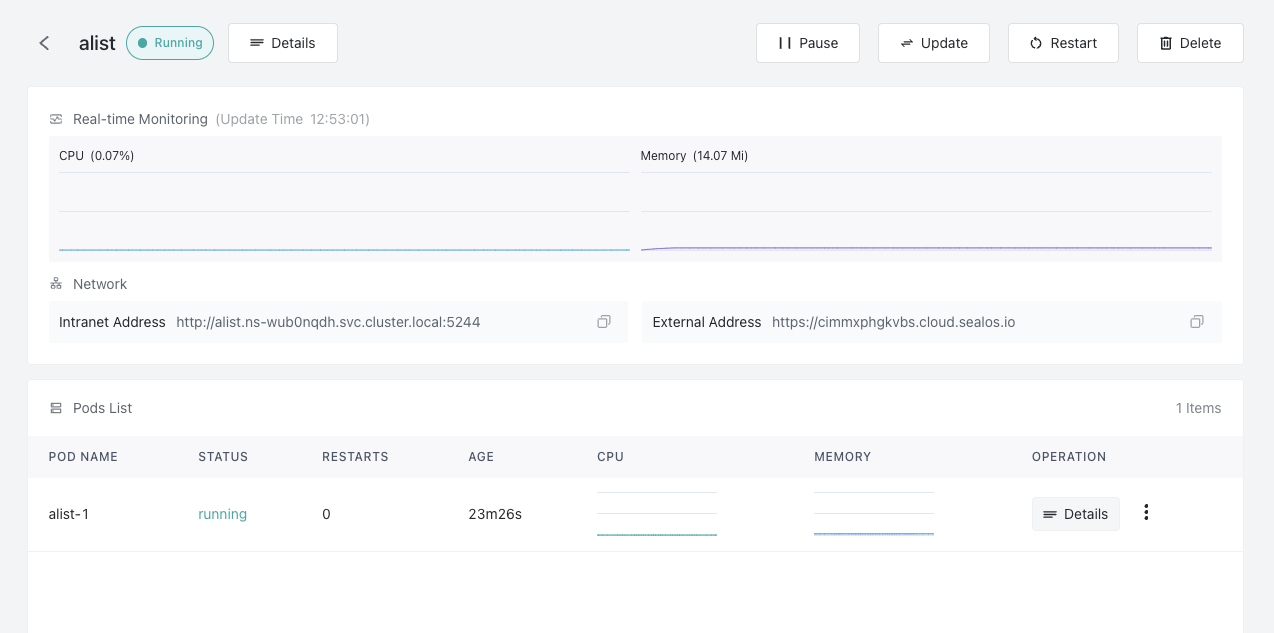 alist Running Details Pause Update Restart Delete
Real-time Monitoring (Update Time 12:53:01)
CPU (0.07%) Memory (14.07 Mi)
Network
Intranet Address http://alist.ns-wub0nqdh.svc.cluster.local:5244 External Address https://cimmxphgkvbs.cloud.sealos.io
Pods List 1 Items
POD NAME STATUS RESTARTS AGE CPU MEMORY OPERATION
alist-1 running 0 23m26s Details